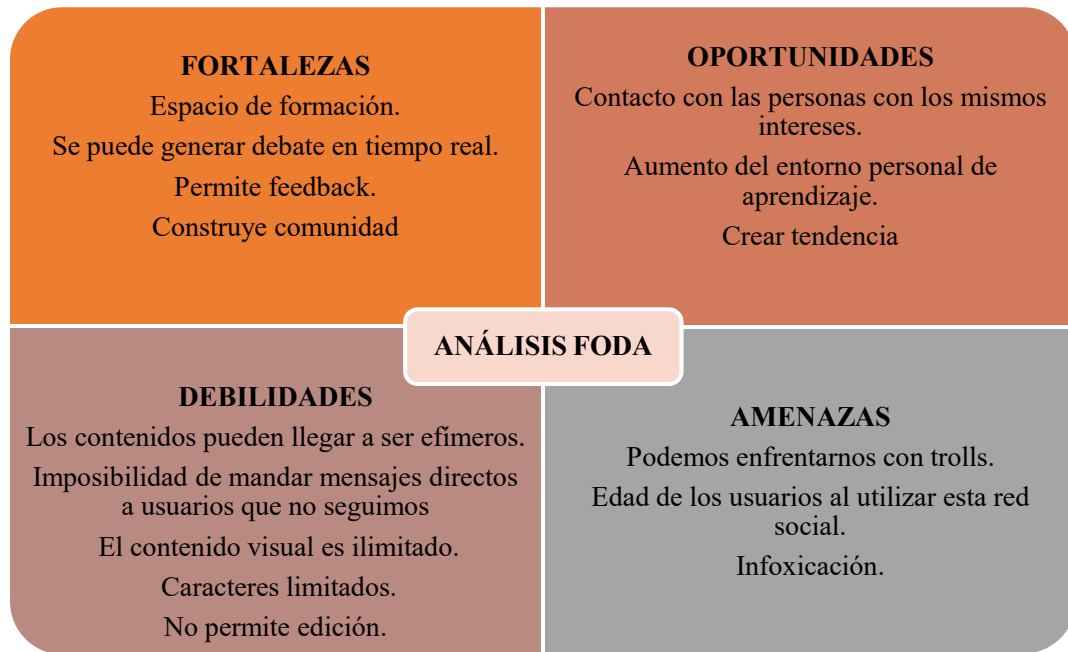 FORTALEZAS
Espacio de formación.
Se puede generar debate en tiempo real.
Permite feedback.
Construye comunidad
OPORTUNIDADES
Contacto con las personas con los mismos
intereses.
Aumento del entorno personal de
aprendizaje.
Crear tendencia
ANÁLISIS FODA
DEBILIDADES
Los contenidos pueden llegar a ser efímeros.
Imposibilidad de mandar mensajes directos
a usuarios que no seguimos
El contenido visual es ilimitado.
Caracteres limitados.
No permite edición.
AMENAZAS
Podemos enfrentarnos con trolls.
Edad de los usuarios al utilizar esta red
social.
Infoxicación.